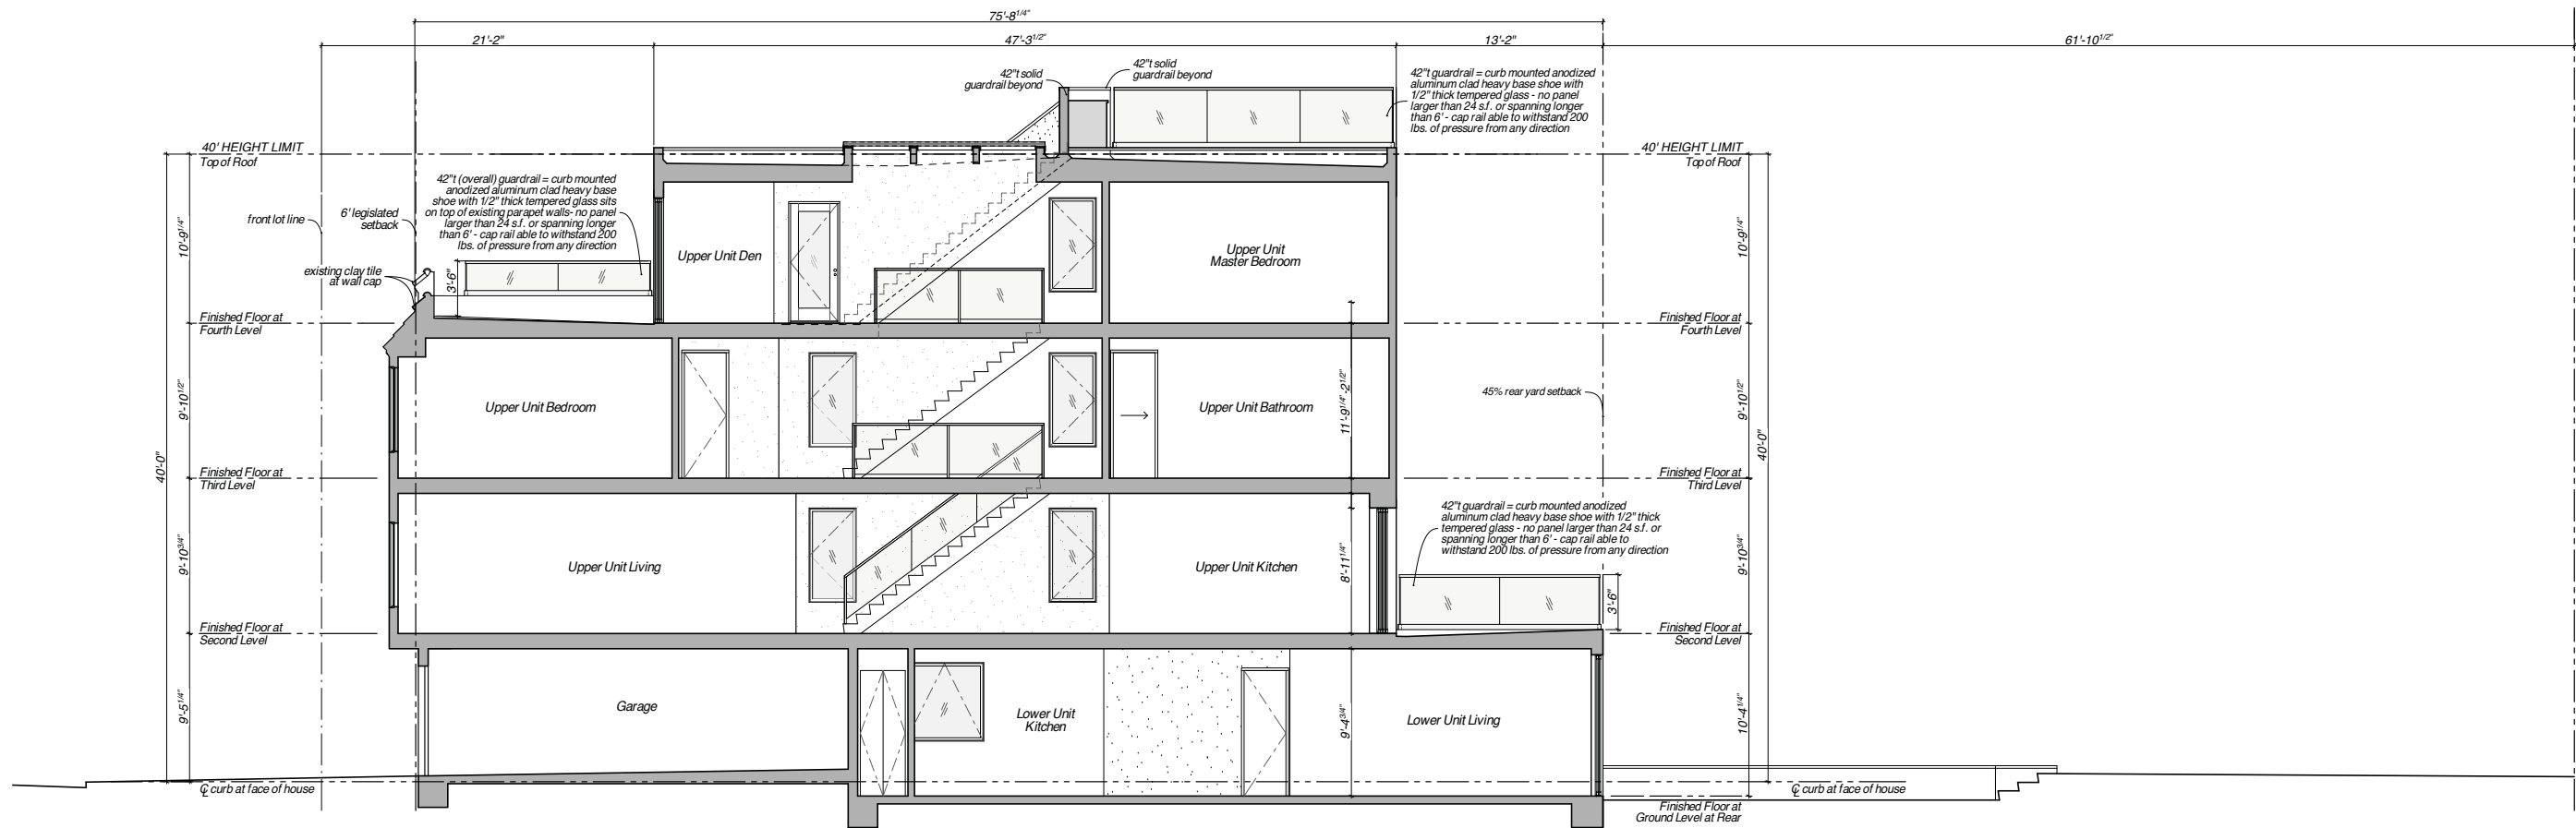 75'-8 1/4"
21'-2"
47'-3 1/2"
13'-2"
61'-10 1/2"
42"t solid
guardrail beyond
42"t solid
guardrail beyond
42"t guardrail = curb mounted anodized
aluminum clad heavy base shoe with
1/2" thick tempered glass - no panel
larger than 24 s.f. or spanning longer
than 6' - cap rail able to withstand 200
lbs. of pressure from any direction
40' HEIGHT LIMIT
Top of Roof
40' HEIGHT LIMIT
Top of Roof
42"t (overall) guardrail = curb mounted
anodized aluminum clad heavy base
shoe with 1/2" thick tempered glass sits
on top of existing parapet walls- no panel
larger than 24 s.f. or spanning longer
than 6' - cap rail able to withstand 200
lbs. of pressure from any direction
front lot line
6' legislated
setback
existing clay tile
at wall cap
3'-6"
10'-9 1/4"
Upper Unit Den
Upper Unit
Master Bedroom
10'-9 1/4"
Finished Floor at
Fourth Level
Finished Floor at
Fourth Level
9'-10 1/2"
Upper Unit Bedroom
Upper Unit Bathroom
11'-9 1/4"-2 1/2"
45% rear yard setback
9'-10 1/2"
40'-0"
40'-0"
Finished Floor at
Third Level
Finished Floor at
Third Level
42"t guardrail = curb mounted anodized
aluminum clad heavy base shoe with 1/2" thick
tempered glass - no panel larger than 24 s.f. or
spanning longer than 6' - cap rail able to
withstand 200 lbs. of pressure from any direction
9'-10 3/4"
Upper Unit Living
Upper Unit Kitchen
8'-11 1/4"
9'-10 3/4"
3'-6"
Finished Floor at
Second Level
Finished Floor at
Second Level
9'-5 1/4"
Garage
Lower Unit
Kitchen
9'-4 3/4"
Lower Unit Living
10'-4 1/4"
℄ curb at face of house
℄ curb at face of house
Finished Floor at
Ground Level at Rear